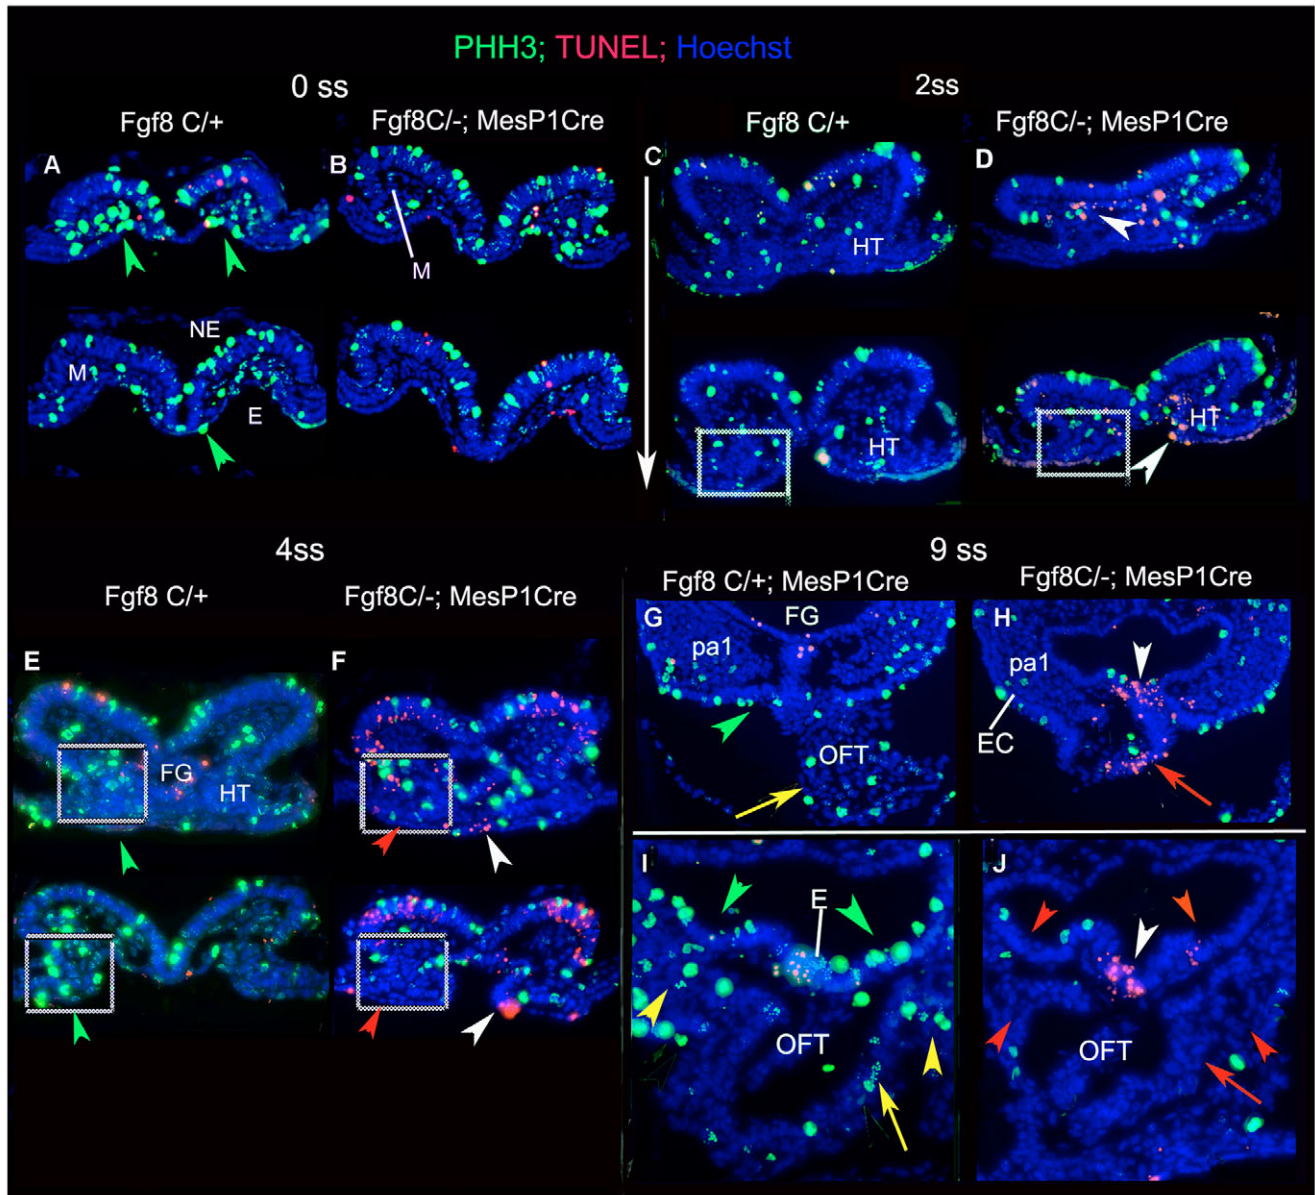 PHH3; TUNEL; Hoechst
0 ss
2ss
Fgf8 C/+
Fgf8C/-; MesP1Cre
Fgf8 C/+
Fgf8C/-; MesP1Cre
A
B
C
D
M
HT
NE
M
E
HT
HT
4ss
9 ss
Fgf8 C/+
Fgf8C/-; MesP1Cre
Fgf8 C/+; MesP1Cre
Fgf8C/-; MesP1Cre
E
F
G
H
FG
pa1
pa1
EC
OFT
FG
HT
I
J
E
OFT
OFT